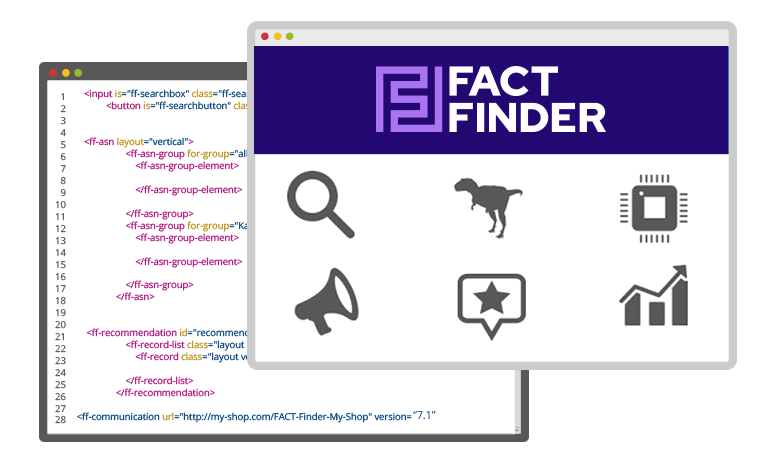 FACT
FINDER
1 <input is="ff-searchbox" class="ff-sea
2 <button is="ff-searchbutton" clas
3
4
5 <ff-asn layout="vertical">
6 <ff-asn-group for-group="all
7 <ff-asn-group-element>
8
9 </ff-asn-group-element>
10
11 </ff-asn-group>
12 <ff-asn-group for-group="Ka
13 <ff-asn-group-element>
14
15 </ff-asn-group-element>
16
17 </ff-asn-group>
18 </ff-asn>
19
20
21 <ff-recommendation id="recommend
22 <ff-record-list class="layout
23 <ff-record class="layout ve
24
25 </ff-record-list>
26 </ff-recommendation>
27
28 <ff-communication url="http://my-shop.com/FACT-Finder-My-Shop" version="7.1"